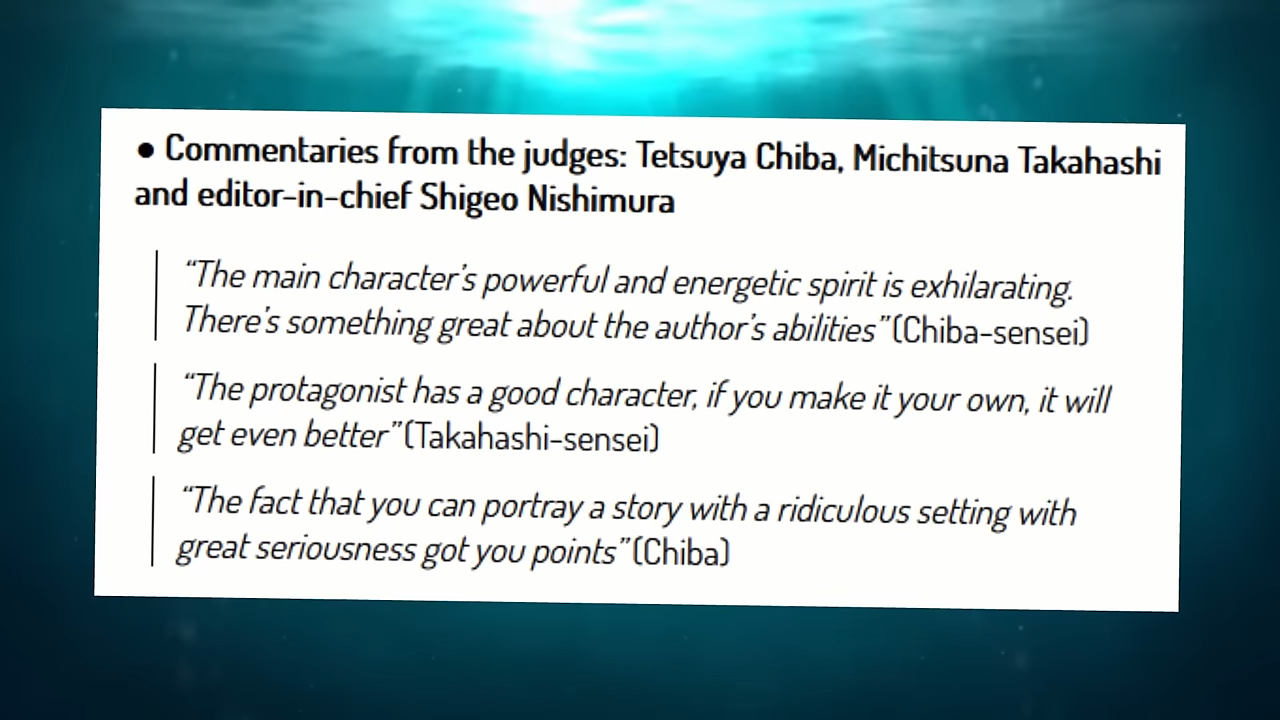 ● Commentaries from the judges: Tetsuya Chiba, Michitsuna Takahashi
and editor-in-chief Shigeo Nishimura
“The main character’s powerful and energetic spirit is exhilarating.
There’s something great about the author’s abilities”(Chiba-sensei)
“The protagonist has a good character, if you make it your own, it will
get even better”(Takahashi-sensei)
“The fact that you can portray a story with a ridiculous setting with
great seriousness got you points”(Chiba)